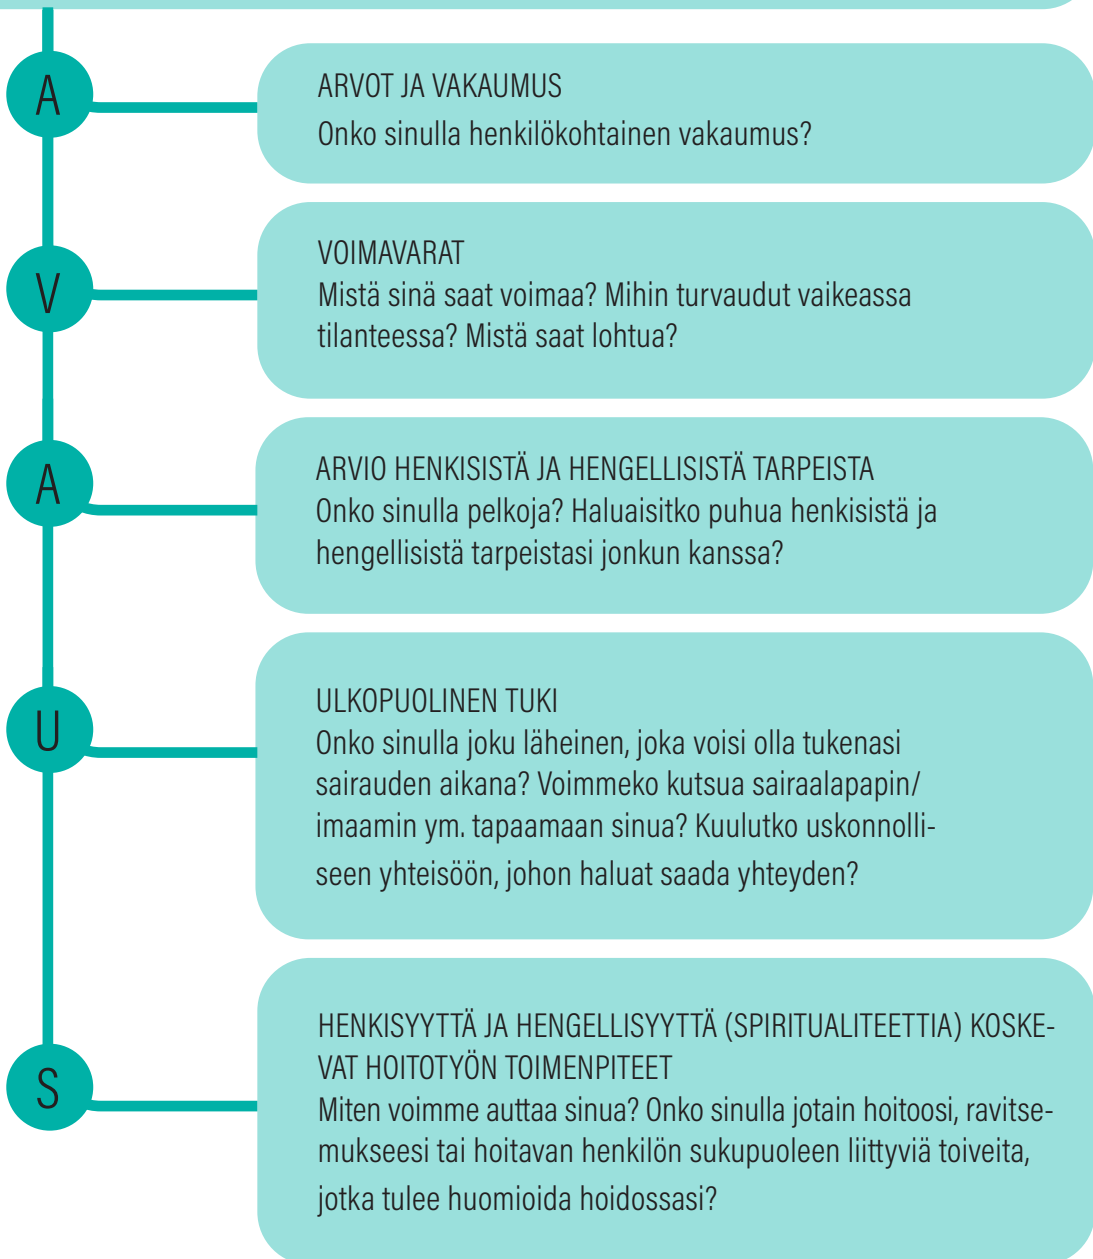 A
ARVOT JA VAKAUMUS
Onko sinulla henkilökohtainen vakaumus?
V
VOIMAVARAT
Mistä sinä saat voimaa? Mihin turvaudut vaikeassa
tilanteessa? Mistä saat lohtua?
A
ARVIO HENKISISTÄ JA HENGELLISISTÄ TARPEISTA
Onko sinulla pelkoja? Haluaisitko puhua henkisistä ja
hengellisistä tarpeistasi jonkun kanssa?
U
ULKOPUOLINEN TUKI
Onko sinulla joku läheinen, joka voisi olla tukenasi
sairauden aikana? Voimmeko kutsua sairaalapapin/
imaamin ym. tapaamaan sinua? Kuulutko uskonnolli-
seen yhteisöön, johon haluat saada yhteyden?
S
HENKISYYTTÄ JA HENGELLISYYTTÄ (SPIRITUALITEETTIA) KOSKE-
VAT HOITOTYÖN TOIMENPITEET
Miten voimme auttaa sinua? Onko sinulla jotain hoitoosi, ravitse-
mukseesi tai hoitavan henkilön sukupuoleen liittyviä toiveita,
jotka tulee huomioida hoidossasi?